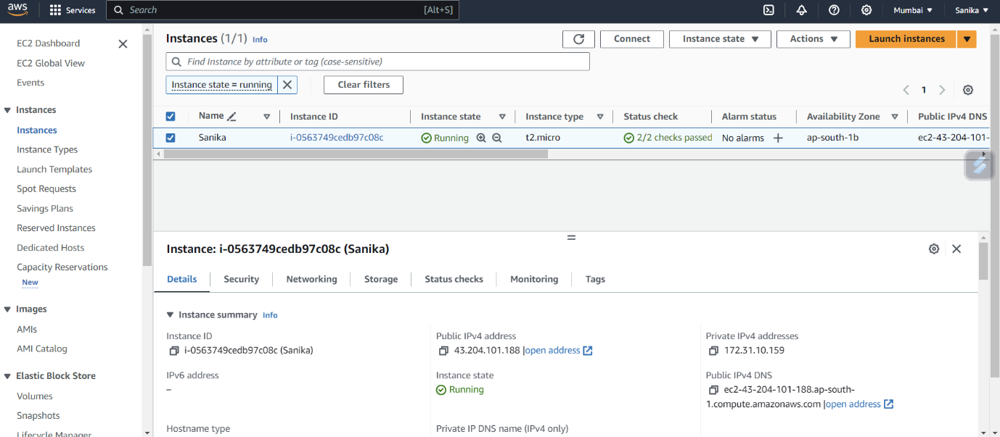 aws
Services
Search
[Alt+S]
Mumbai
Sanika
EC2 Dashboard
EC2 Global View
Events
Instances
Instances
Instance Types
Launch Templates
Spot Requests
Savings Plans
Reserved Instances
Dedicated Hosts
Capacity Reservations
New
Images
AMIs
AMI Catalog
Elastic Block Store
Volumes
Snapshots
Lifecycle Manager
Instances (1/1) Info
Connect
Instance state
Actions
Launch instances
Find Instance by attribute or tag (case-sensitive)
Instance state = running
Clear filters
1
Name Instance ID Instance state Instance type Status check Alarm status Availability Zone Public IPv4 DNS
Sanika i-0563749cedb97c08c Running t2.micro 2/2 checks passed No alarms + ap-south-1b ec2-43-204-101-
Instance: i-0563749cedb97c08c (Sanika)
Details Security Networking Storage Status checks Monitoring Tags
Instance summary Info
Instance ID
i-0563749cedb97c08c (Sanika)
Public IPv4 address
43.204.101.188 |open address
Private IPv4 addresses
172.31.10.159
IPv6 address
–
Instance state
Running
Public IPv4 DNS
ec2-43-204-101-188.ap-south-
1.compute.amazonaws.com |open address
Hostname type
Private IP DNS name (IPv4 only)